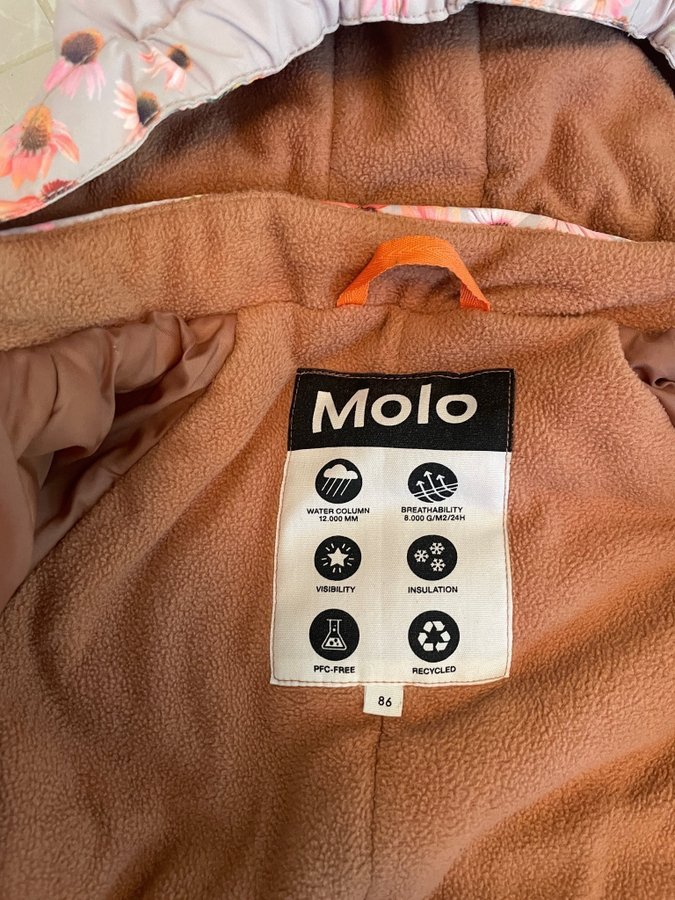 Molo
WATER COLUMN
12.000 MM
BREATHABILITY
8.000 G/M2/24H
VISIBILITY
INSULATION
PFC-FREE
RECYCLED
86